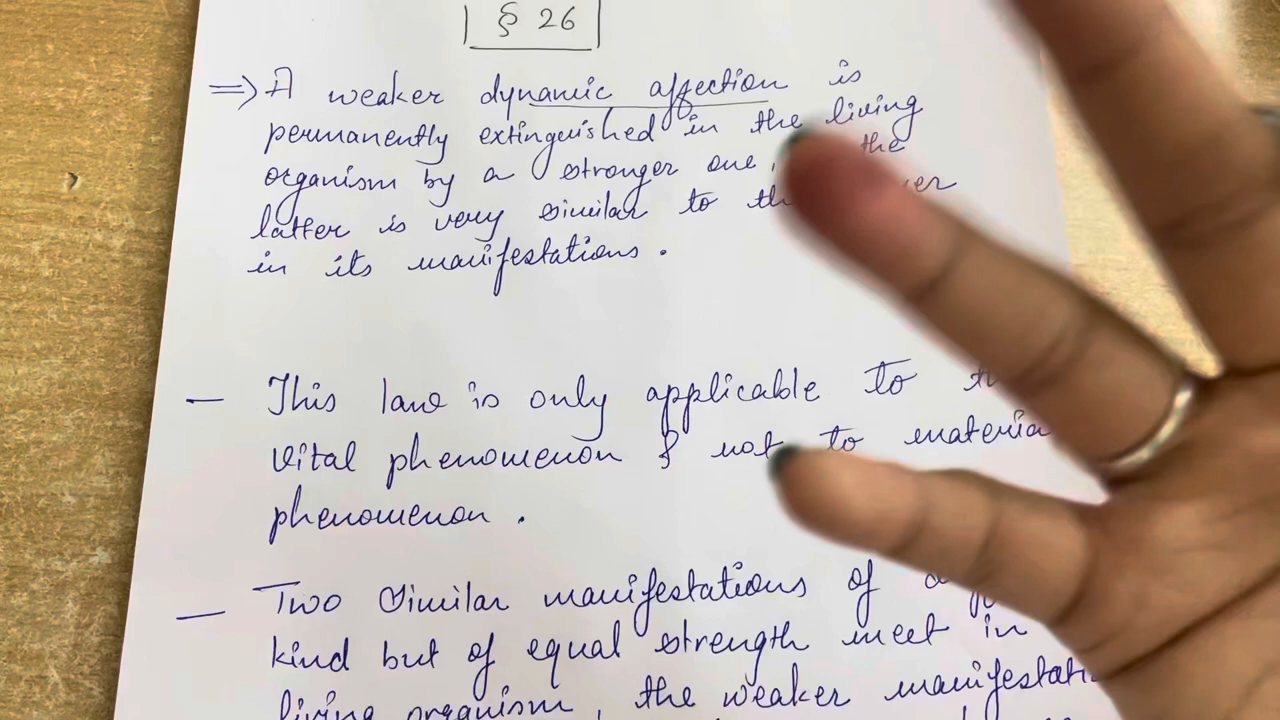 § 26
⇒ A weaker dynamic affection is
permanently extinguished in the living
organism by a stronger one, the
latter is very similar to
in its manifestations.
— This law is only applicable to
vital phenomenon & not to
phenomenon.
— Two similar manifestations of
kind but of equal strength meet in
living organism, the weaker